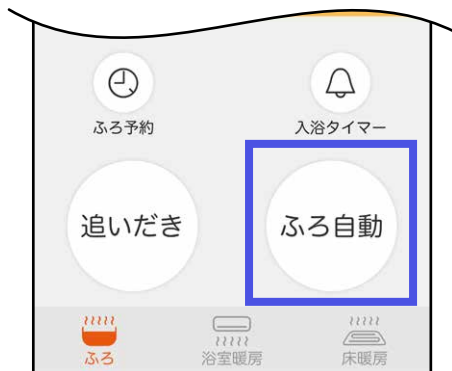 ふろ予約
入浴タイマー
追いだき
ふろ自動
ふろ
浴室暖房
床暖房